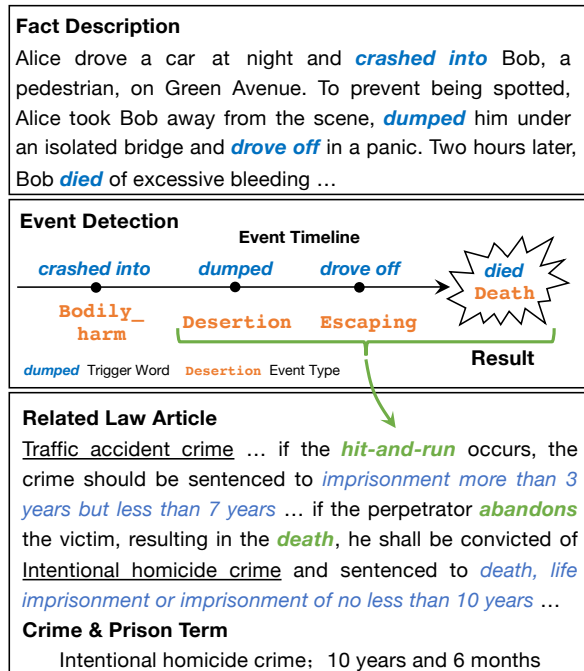 Fact Description
Alice drove a car at night and crashed into Bob, a
pedestrian, on Green Avenue. To prevent being spotted,
Alice took Bob away from the scene, dumped him under
an isolated bridge and drove off in a panic. Two hours later,
Bob died of excessive bleeding ...
Event Detection
Event Timeline
crashed into dumped drove off died
Bodily_
harm
Desertion Escaping Death
Result
dumped Trigger Word Desertion Event Type
Related Law Article
Traffic accident crime ... if the hit-and-run occurs, the
crime should be sentenced to imprisonment more than 3
years but less than 7 years ... if the perpetrator abandons
the victim, resulting in the death, he shall be convicted of
Intentional homicide crime and sentenced to death, life
imprisonment or imprisonment of no less than 10 years ...
Crime & Prison Term
Intentional homicide crime; 10 years and 6 months